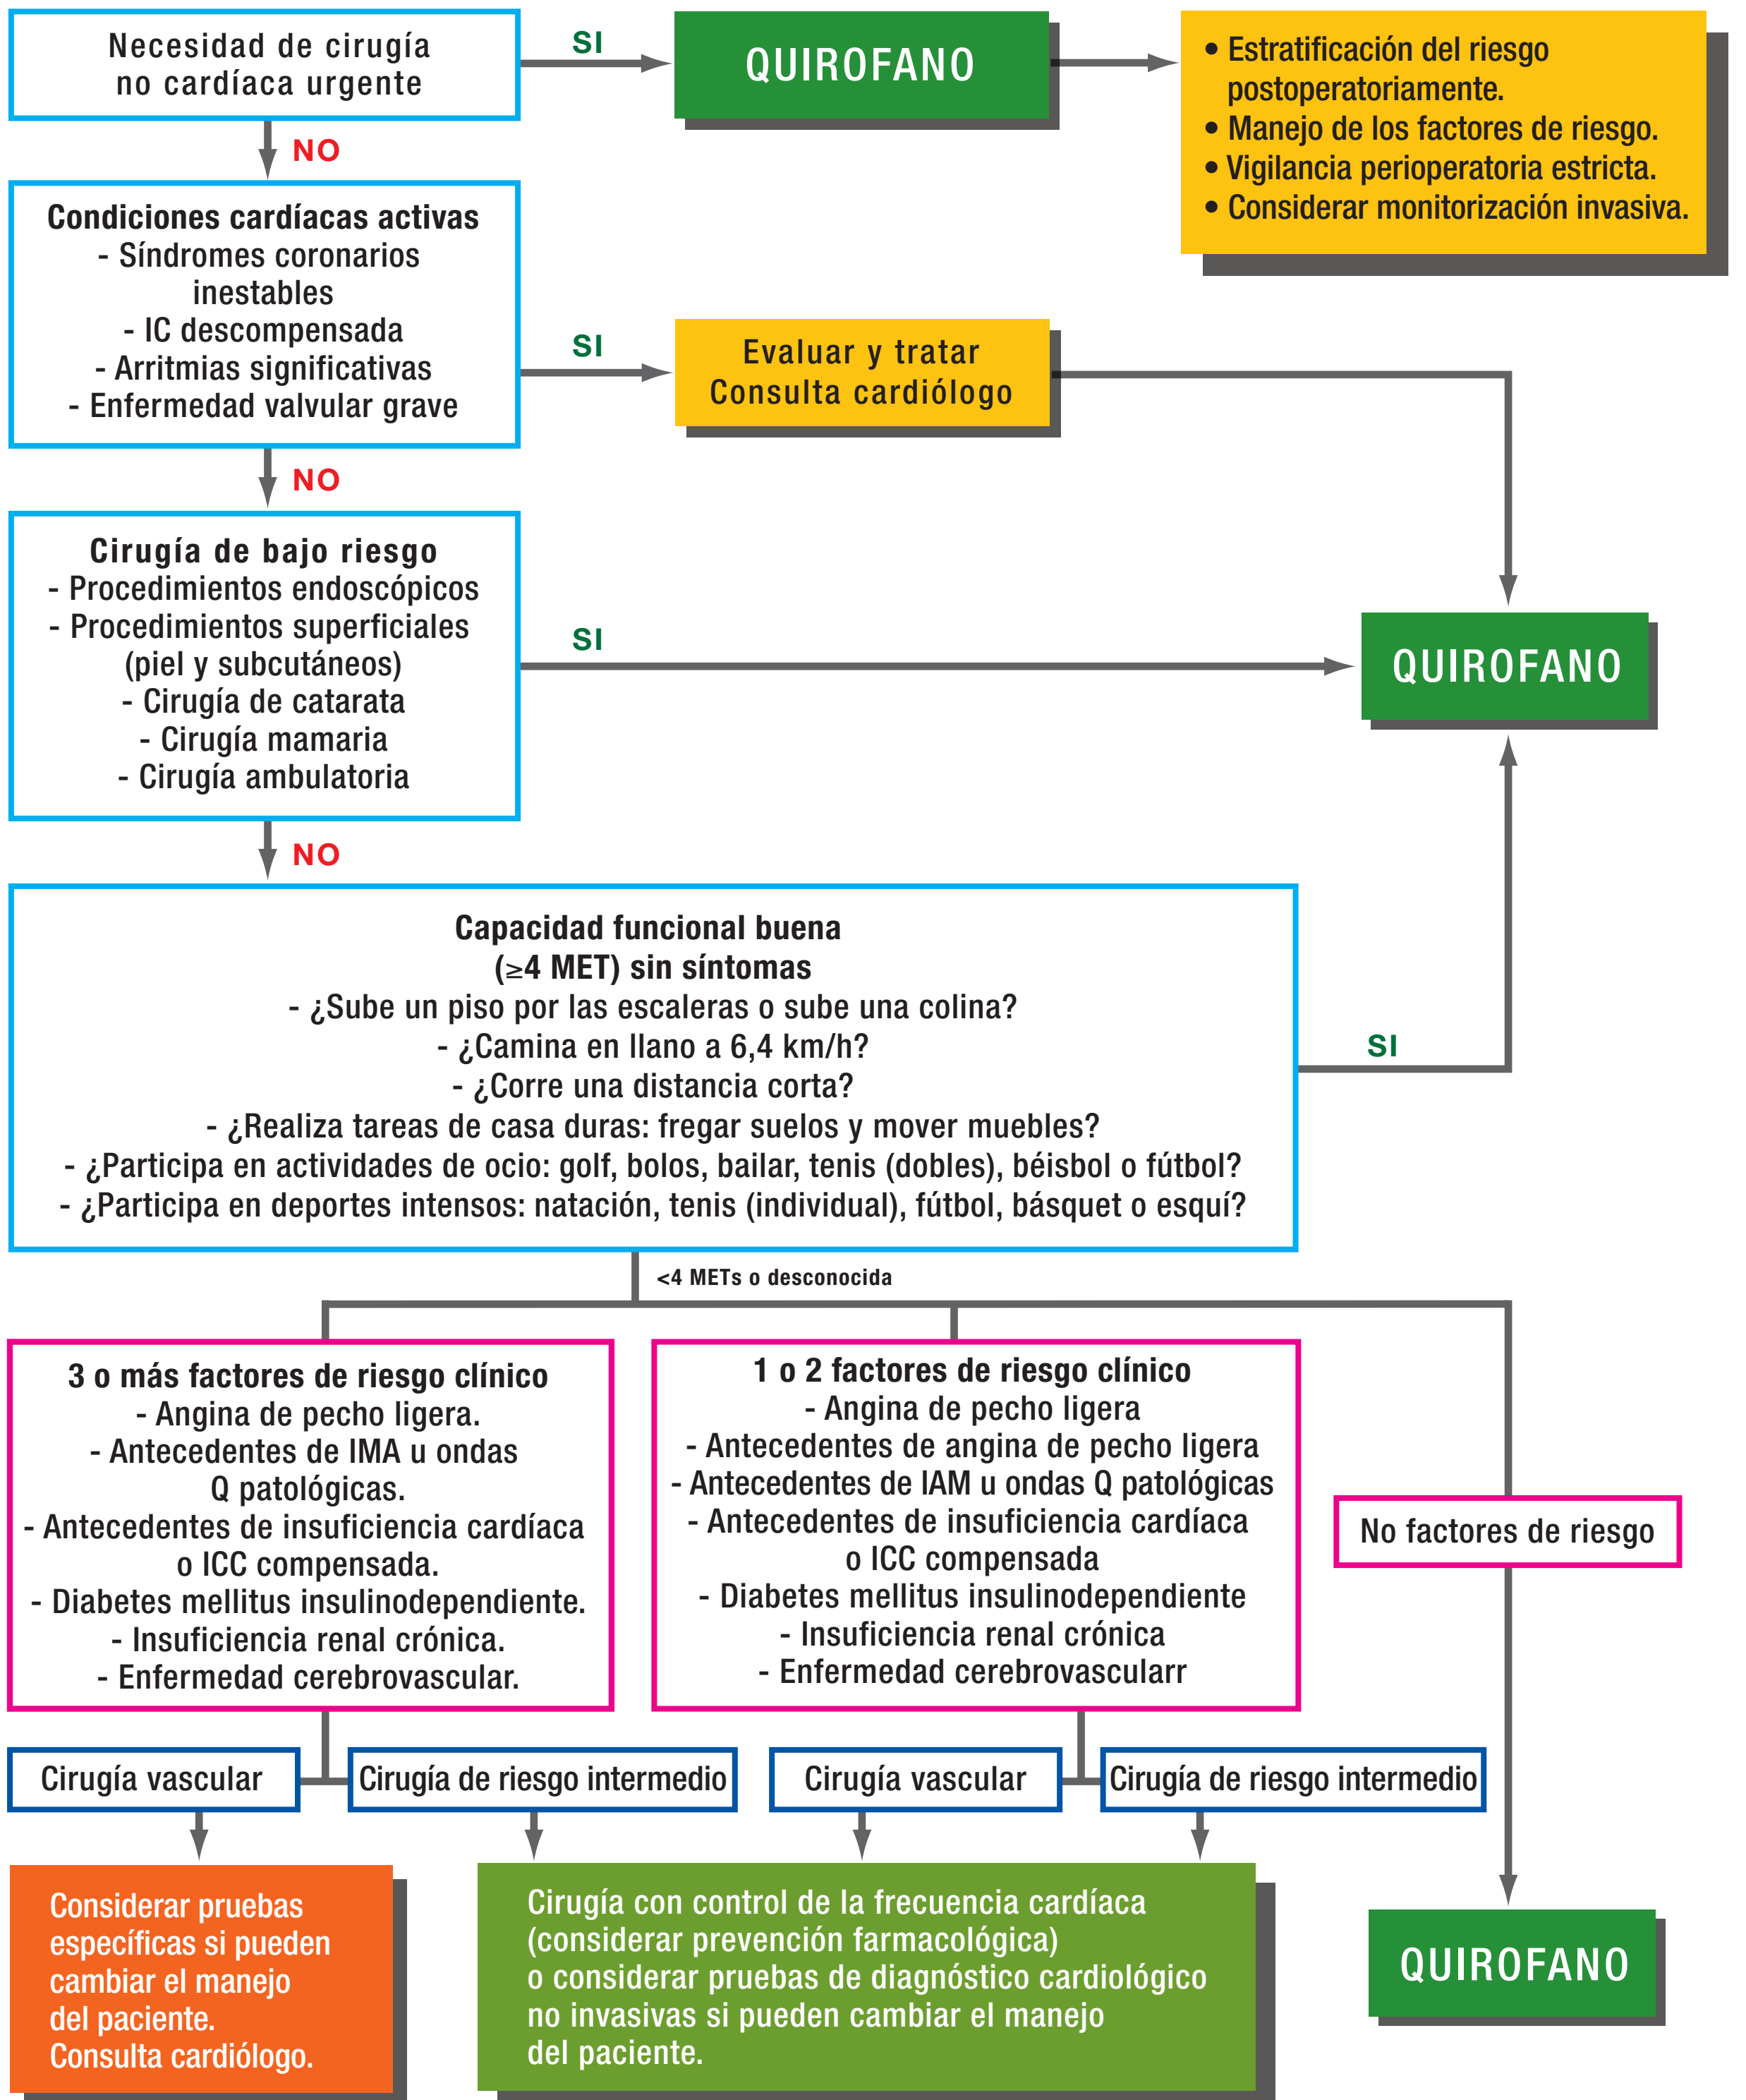 Necesidad de cirugía
no cardíaca urgente
SI
QUIROFANO
• Estratificación del riesgo
postoperatoriamente.
• Manejo de los factores de riesgo.
• Vigilancia perioperatoria estricta.
• Considerar monitorización invasiva.
NO
Condiciones cardíacas activas
- Síndromes coronarios
inestables
- IC descompensada
- Arritmias significativas
- Enfermedad valvular grave
SI
Evaluar y tratar
Consulta cardiólogo
NO
Cirugía de bajo riesgo
- Procedimientos endoscópicos
- Procedimientos superficiales
(piel y subcutáneos)
- Cirugía de catarata
- Cirugía mamaria
- Cirugía ambulatoria
SI
QUIROFANO
NO
Capacidad funcional buena
(≥4 MET) sin síntomas
- ¿Sube un piso por las escaleras o sube una colina?
- ¿Camina en llano a 6,4 km/h?
- ¿Corre una distancia corta?
- ¿Realiza tareas de casa duras: fregar suelos y mover muebles?
- ¿Participa en actividades de ocio: golf, bolos, bailar, tenis (dobles), béisbol o fútbol?
- ¿Participa en deportes intensos: natación, tenis (individual), fútbol, básquet o esquí?
SI
<4 METs o desconocida
3 o más factores de riesgo clínico
- Angina de pecho ligera.
- Antecedentes de IMA u ondas
Q patológicas.
- Antecedentes de insuficiencia cardíaca
o ICC compensada.
- Diabetes mellitus insulinodependiente.
- Insuficiencia renal crónica.
- Enfermedad cerebrovascular.
1 o 2 factores de riesgo clínico
- Angina de pecho ligera
- Antecedentes de angina de pecho ligera
- Antecedentes de IAM u ondas Q patológicas
- Antecedentes de insuficiencia cardíaca
o ICC compensada
- Diabetes mellitus insulinodependiente
- Insuficiencia renal crónica
- Enfermedad cerebrovascularr
No factores de riesgo
Cirugía vascular
Cirugía de riesgo intermedio
Cirugía vascular
Cirugía de riesgo intermedio
Considerar pruebas
específicas si pueden
cambiar el manejo
del paciente.
Consulta cardiólogo.
Cirugía con control de la frecuencia cardíaca
(considerar prevención farmacológica)
o considerar pruebas de diagnóstico cardiológico
no invasivas si pueden cambiar el manejo
del paciente.
QUIROFANO